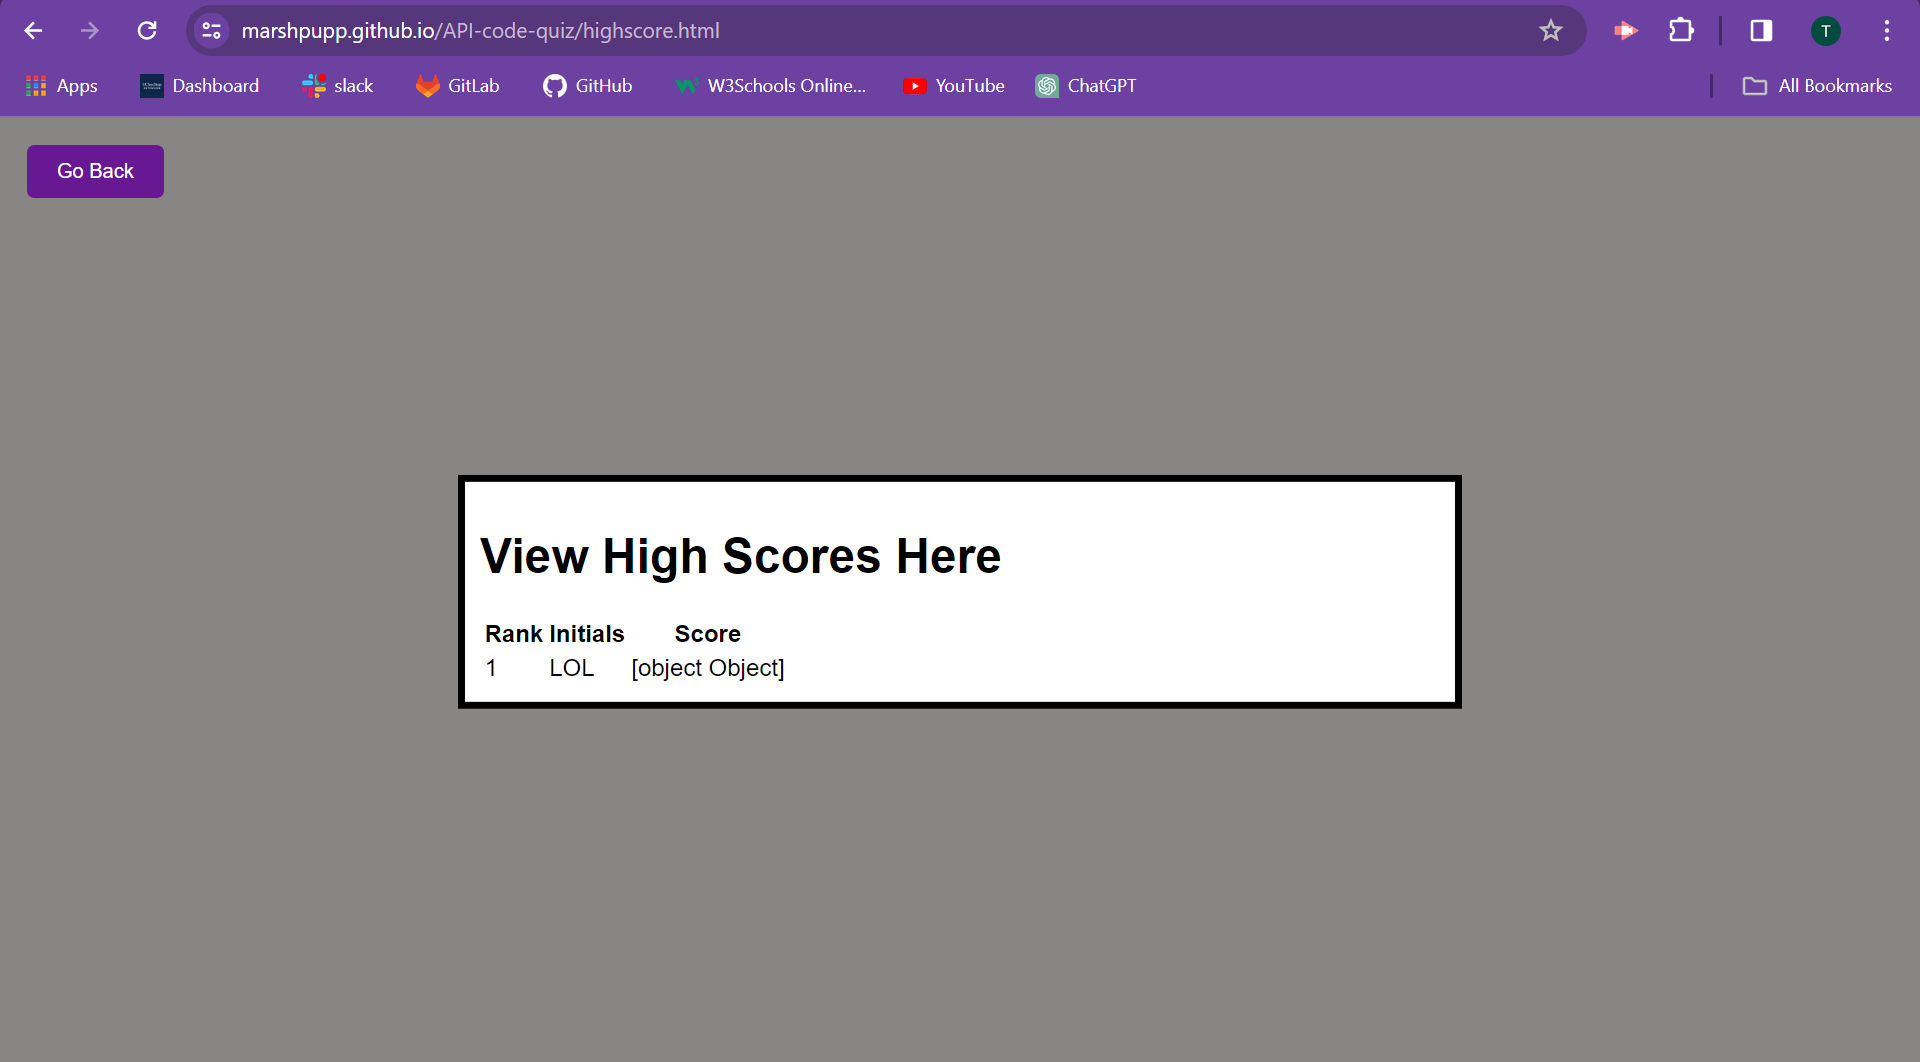 marshpupp.github.io/API-code-quiz/highscore.html
T
Apps Dashboard slack GitLab GitHub W3Schools Online... YouTube ChatGPT All Bookmarks
Go Back
View High Scores Here
Rank Initials Score
1 LOL [object Object]